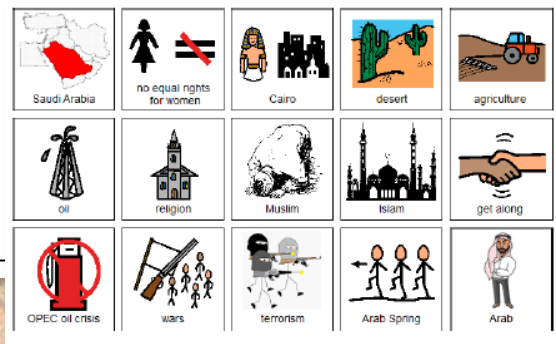 Saudi Arabia
no equal rights
for women
Cairo
desert
agriculture
oil
religion
Muslim
Islam
get along
OPEC oil crisis
wars
terrorism
Arab Spring
Arab